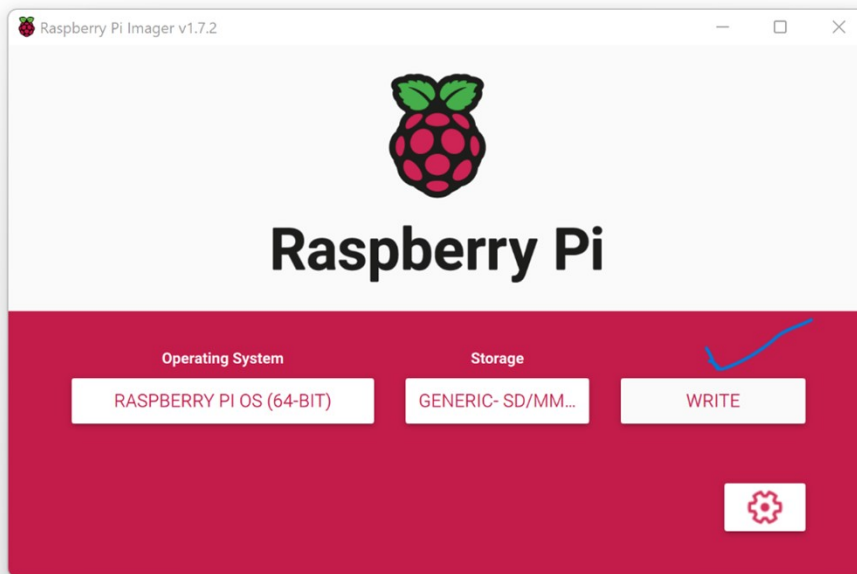 Raspberry Pi Imager v1.7.2
Raspberry Pi
Operating System
Storage
RASPBERRY PI OS (64-BIT)
GENERIC- SD/MM...
WRITE